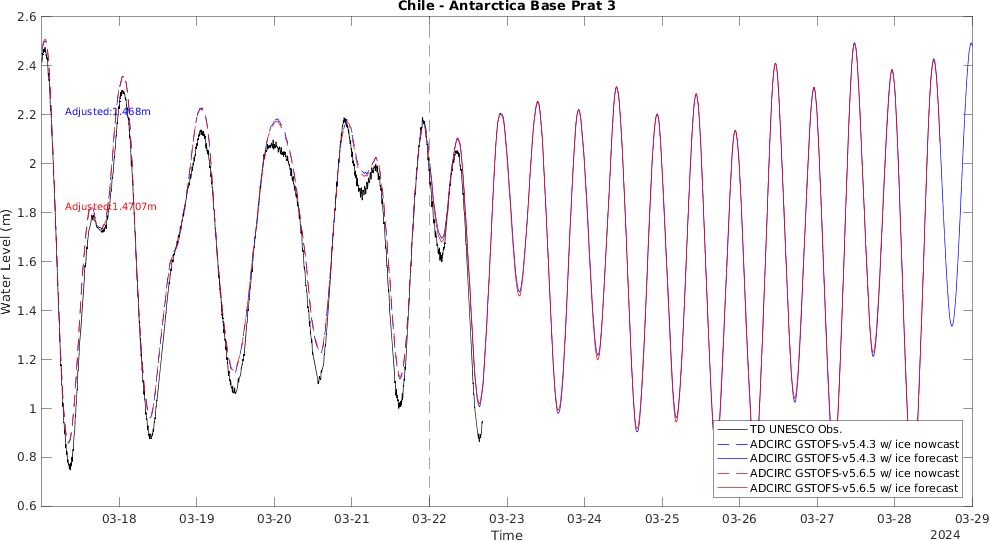 Chile - Antarctica Base Prat 3
2.6
2.4
2.2
2
1.8
1.6
1.4
1.2
1
0.8
0.6
Water Level (m)
Adjusted:1.468m
Adjusted:1.4707m
TD UNESCO Obs.
ADCIRC GSTOFS-v5.4.3 w/ ice nowcast
ADCIRC GSTOFS-v5.4.3 w/ ice forecast
ADCIRC GSTOFS-v5.6.5 w/ ice nowcast
ADCIRC GSTOFS-v5.6.5 w/ ice forecast
03-18 03-19 03-20 03-21 03-22 03-23 03-24 03-25 03-26 03-27 03-28 03-29
Time
2024